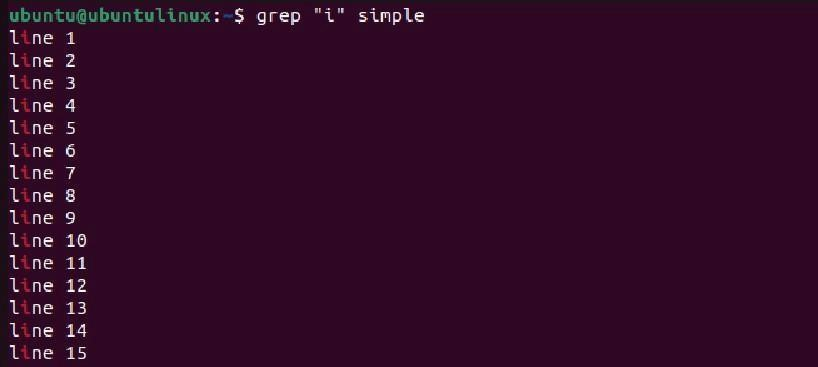 ubuntu@ubuntulinux:~$ grep "i" simple
line 1
line 2
line 3
line 4
line 5
line 6
line 7
line 8
line 9
line 10
line 11
line 12
line 13
line 14
line 15